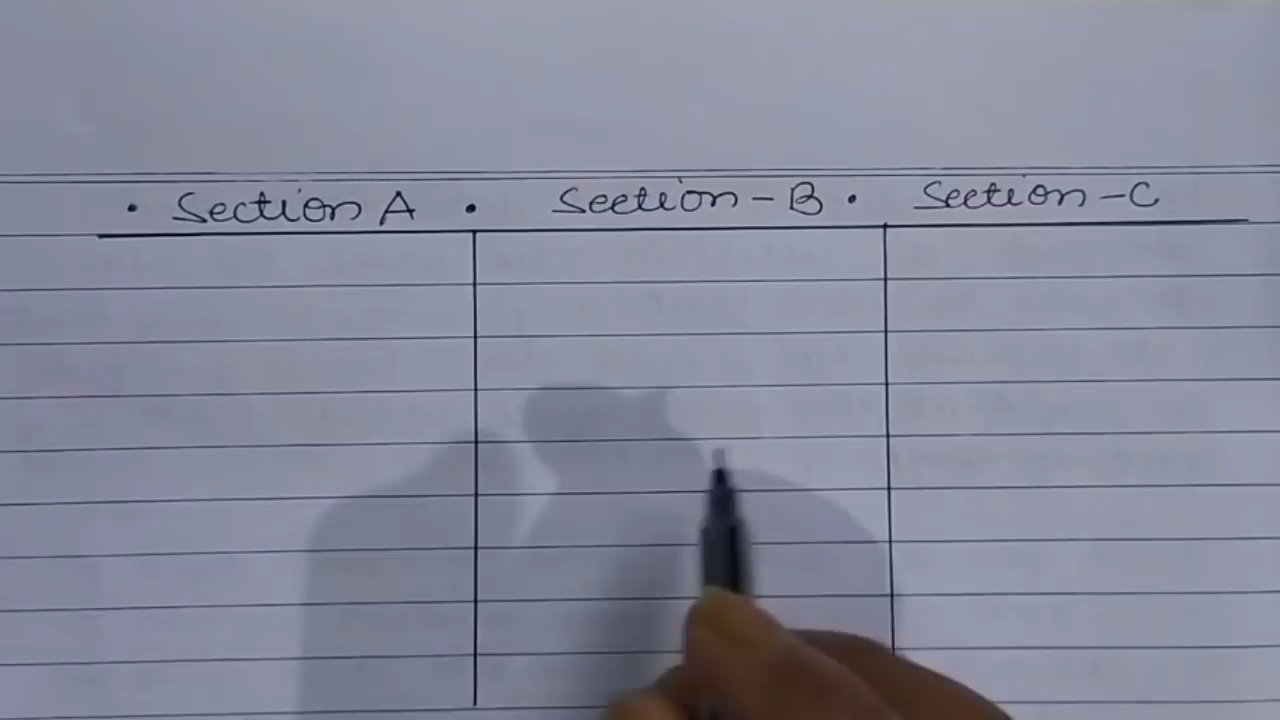 • Section A • Section - B • Section - C